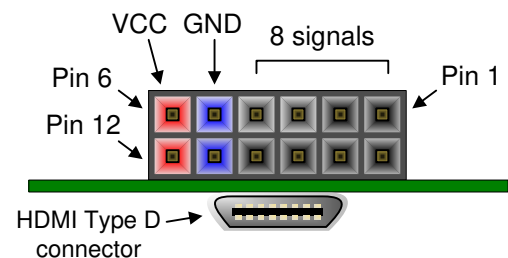 VCC GND
8 signals
Pin 6
Pin 1
Pin 12
HDMI Type D
connector